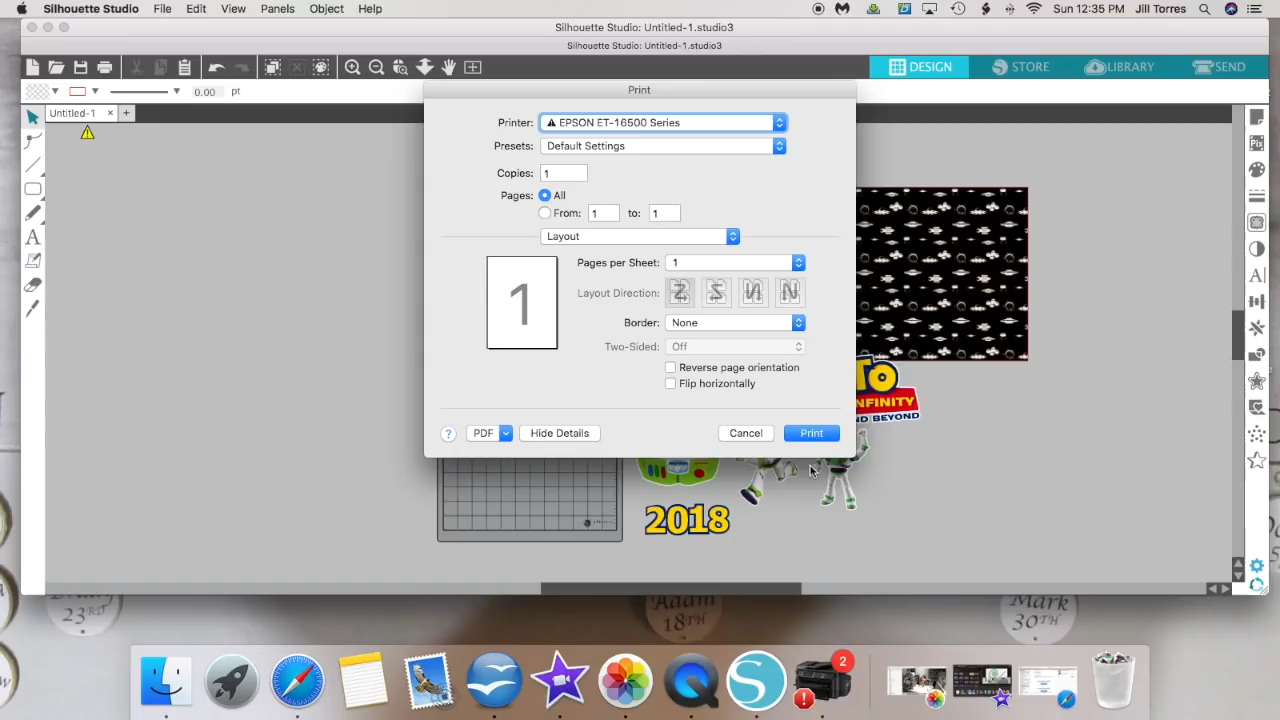 Silhouette Studio File Edit View Panels Object Help Sun 12:35 PM Jill Torres
Silhouette Studio: Untitled-1.studio3
Silhouette Studio: Untitled-1.studio3
DESIGN STORE LIBRARY SEND
0.00 pt
Print
Untitled-1 × +
Printer: EPSON ET-16500 Series
Presets: Default Settings
Copies: 1
Pages: All
From: 1 to: 1
Layout
1
Pages per Sheet: 1
Layout Direction:
Border: None
Two-Sided: Off
Reverse page orientation
Flip horizontally
? PDF Hide Details Cancel Print
To
INFINITY
ND BEYOND
2018
23RD
Adam
18TH
Mark
30TH
2